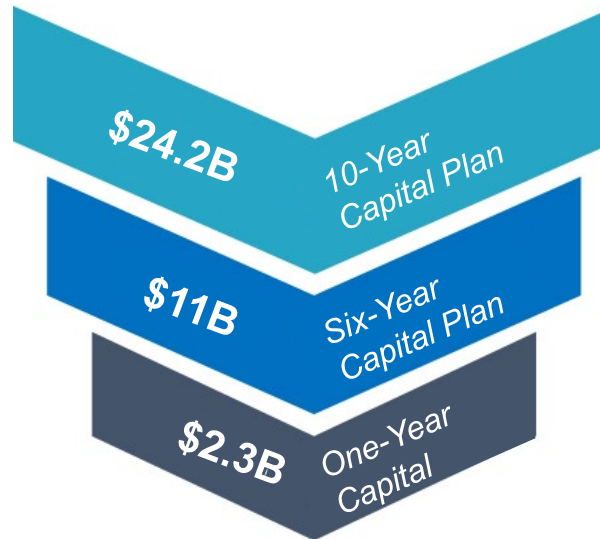 $24.2B
10-Year
Capital Plan
$11B
Six-Year
Capital Plan
$2.3B
One-Year
Capital